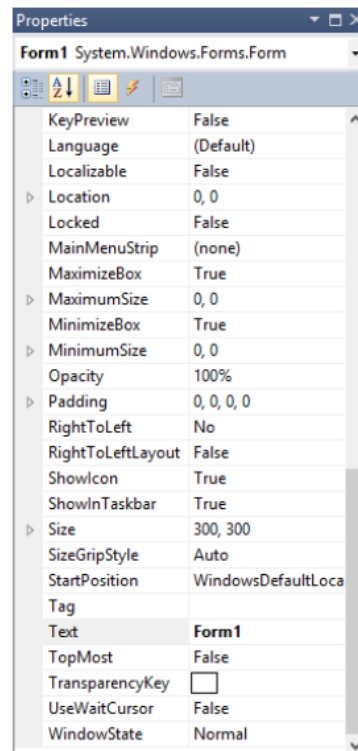 Properties
Form1 System.Windows.Forms.Form
KeyPreview False
Language (Default)
Localizable False
Location 0, 0
Locked False
MainMenuStrip (none)
MaximizeBox True
MaximumSize 0, 0
MinimizeBox True
MinimumSize 0, 0
Opacity 100%
Padding 0, 0, 0, 0
RightToLeft No
RightToLeftLayout False
ShowIcon True
ShowInTaskbar True
Size 300, 300
SizeGripStyle Auto
StartPosition WindowsDefaultLoca
Tag
Text Form1
TopMost False
TransparencyKey
UseWaitCursor False
WindowState Normal